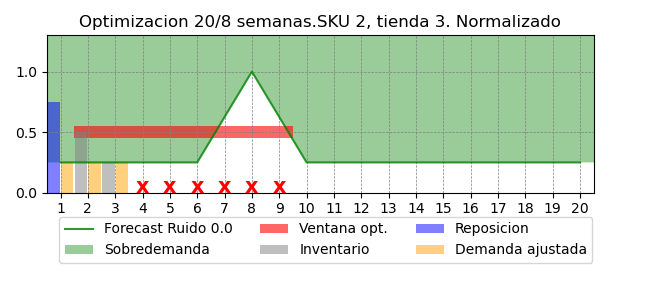 Optimizacion 20/8 semanas.SKU 2, tienda 3. Normalizado
1.0
0.5
0.0
X X X X X X
1 2 3 4 5 6 7 8 9 10 11 12 13 14 15 16 17 18 19 20
Forecast Ruido 0.0 Ventana opt. Reposicion
Sobredemanda Inventario Demanda ajustada